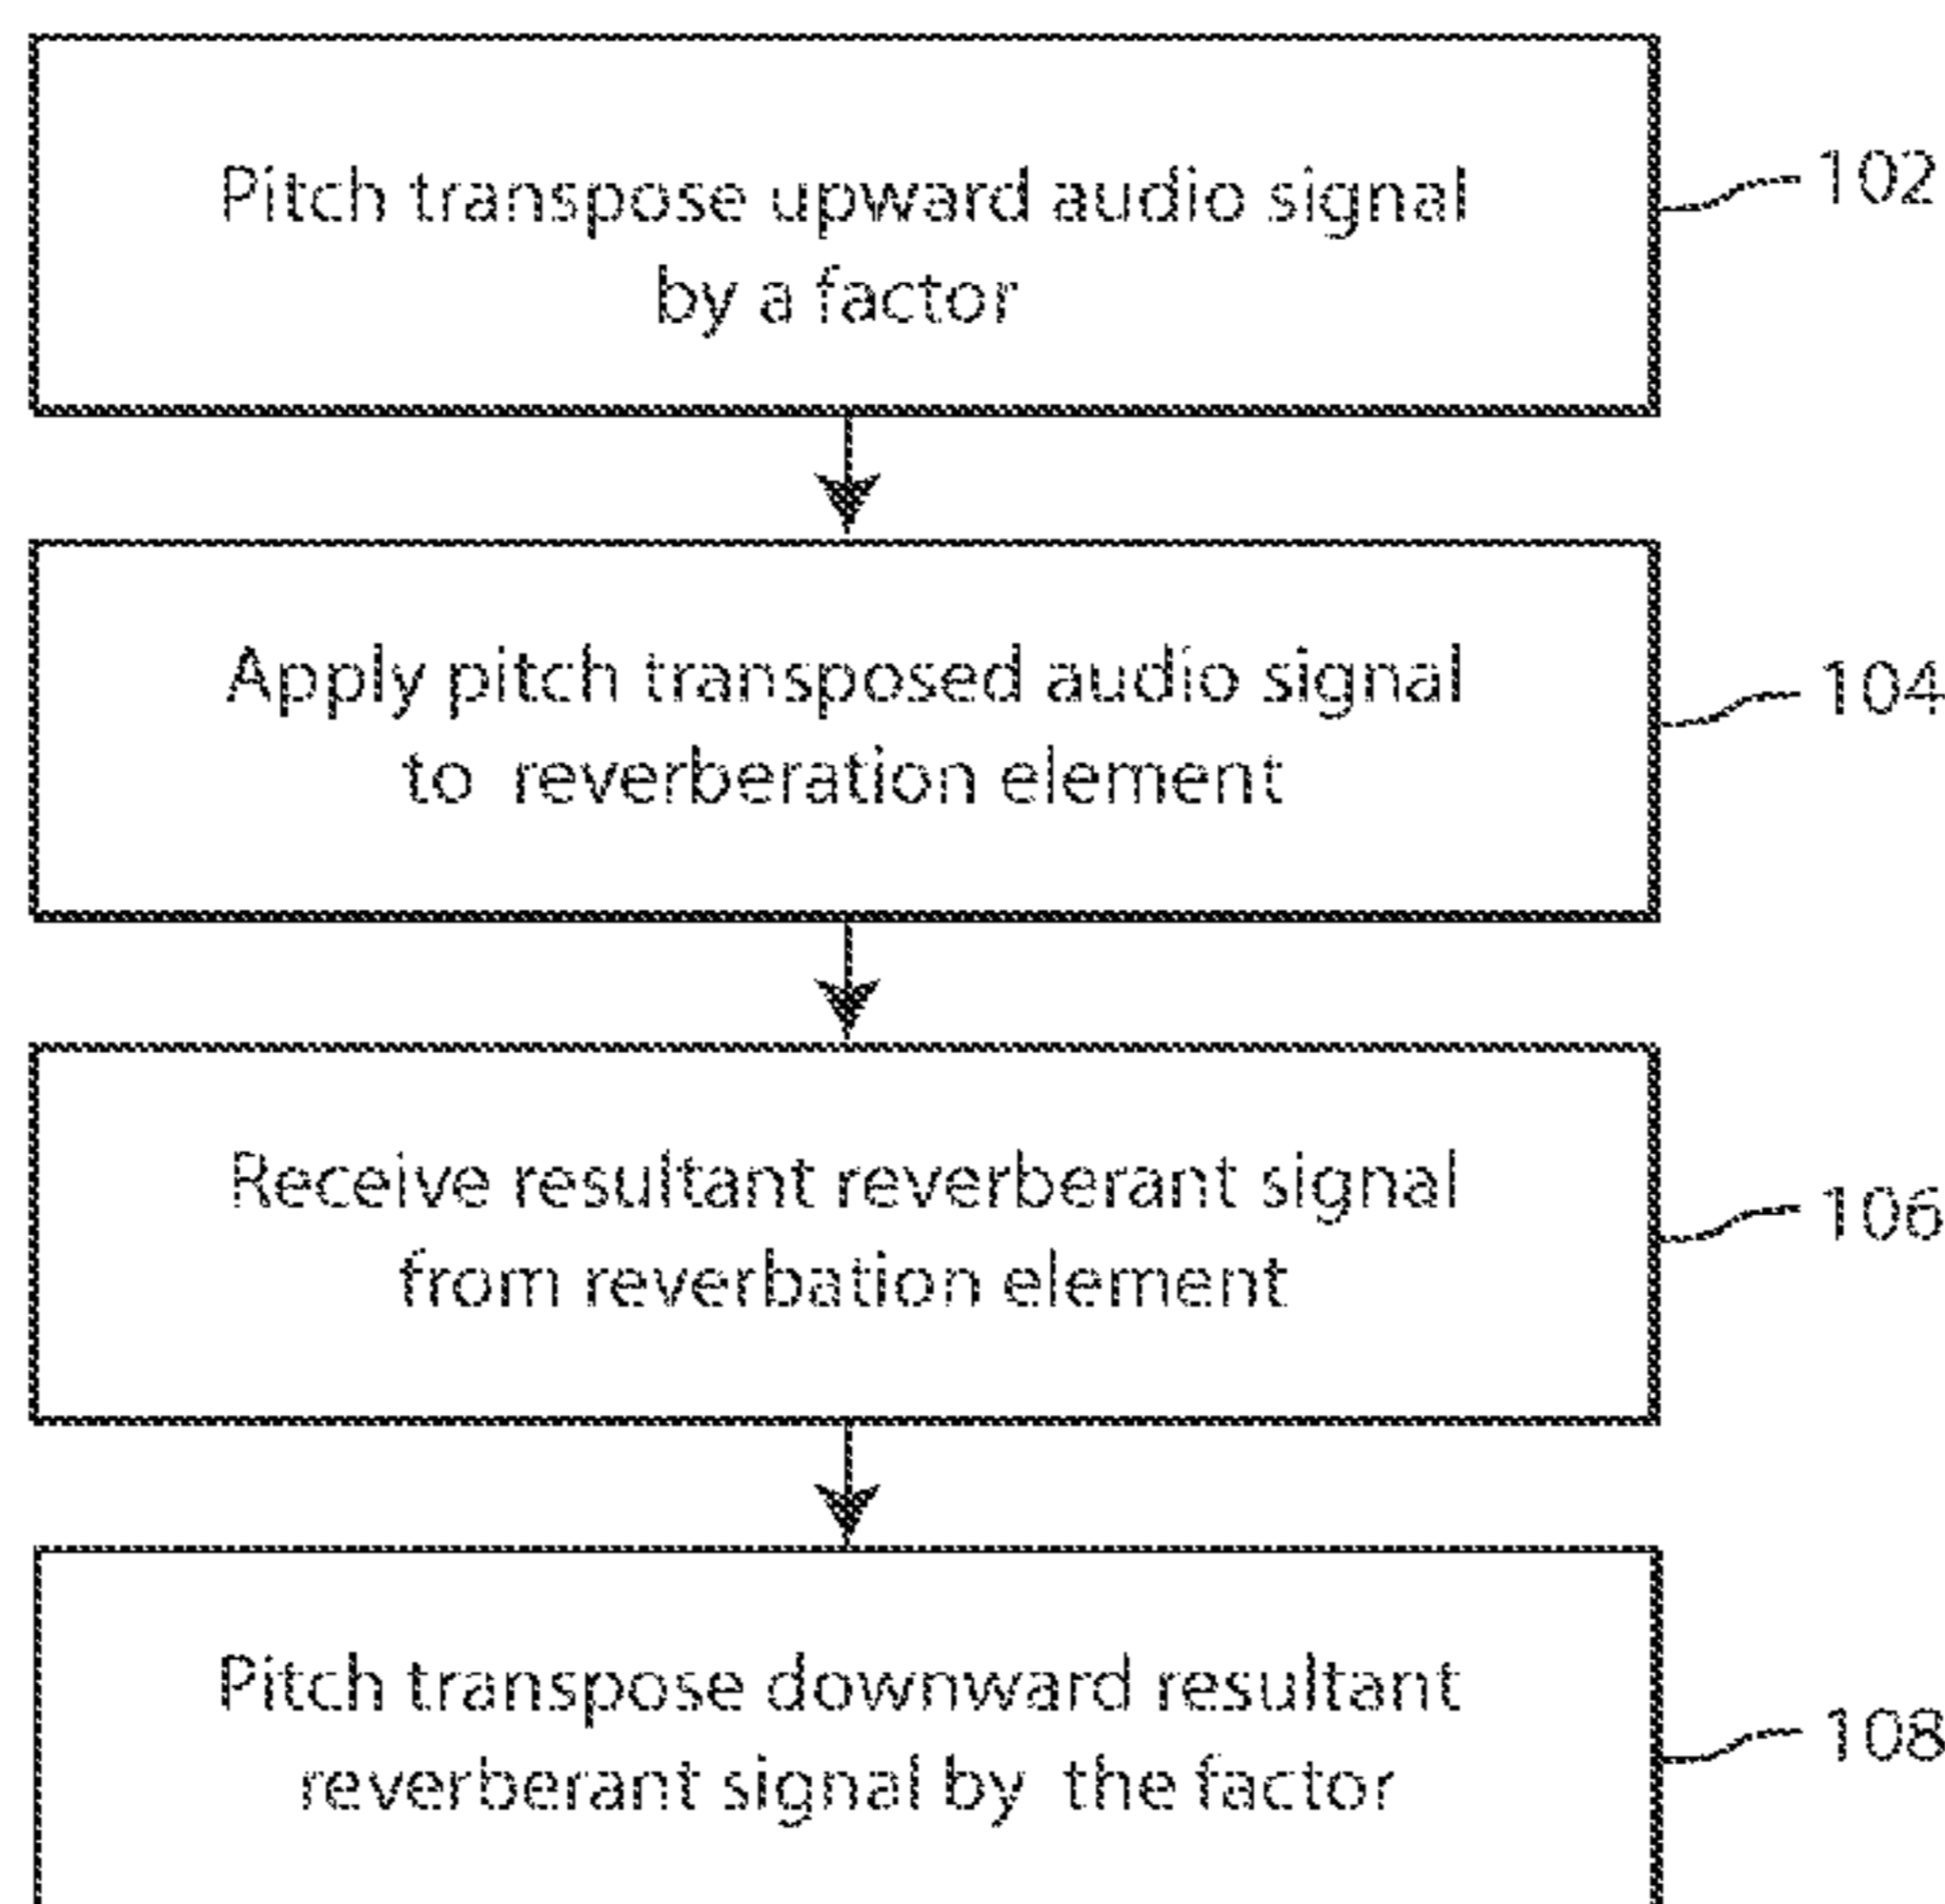 Pitch transpose upward audio signal
by a factor
102
Apply pitch transposed audio signal
to reverberation element
104
Receive resultant reverberant signal
from reverbation element
106
Pitch transpose downward resultant
reverberant signal by the factor
108